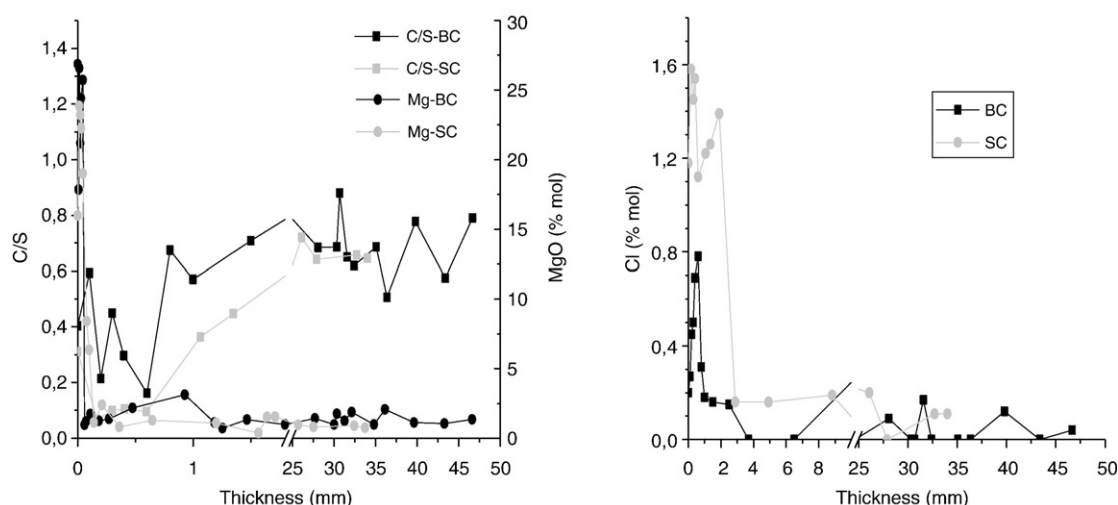 1,4
1,2
1,0
0,8
0,6
0,4
0,2
0,0
C/S
30
25
20
15
10
5
0
MgO (% mol)
C/S-BC
C/S-SC
Mg-BC
Mg-SC
0 1 25 30 35 40 45 50
Thickness (mm)
1,6
1,2
0,8
0,4
0,0
Cl (% mol)
BC
SC
0 2 4 6 8 25 30 35 40 45 50
Thickness (mm)